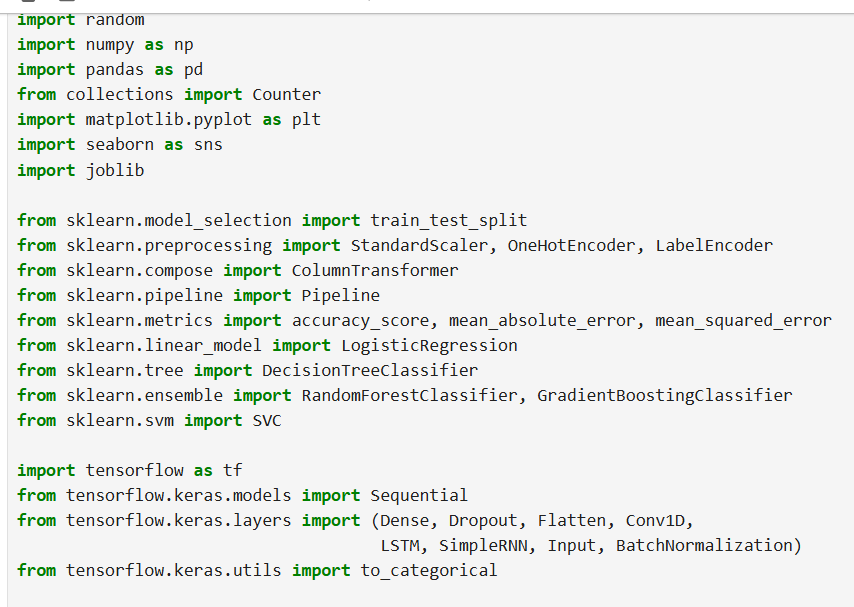 import random
import numpy as np
import pandas as pd
from collections import Counter
import matplotlib.pyplot as plt
import seaborn as sns
import joblib
from sklearn.model_selection import train_test_split
from sklearn.preprocessing import StandardScaler, OneHotEncoder, LabelEncoder
from sklearn.compose import ColumnTransformer
from sklearn.pipeline import Pipeline
from sklearn.metrics import accuracy_score, mean_absolute_error, mean_squared_error
from sklearn.linear_model import LogisticRegression
from sklearn.tree import DecisionTreeClassifier
from sklearn.ensemble import RandomForestClassifier, GradientBoostingClassifier
from sklearn.svm import SVC
import tensorflow as tf
from tensorflow.keras.models import Sequential
from tensorflow.keras.layers import (Dense, Dropout, Flatten, Conv1D,
LSTM, SimpleRNN, Input, BatchNormalization)
from tensorflow.keras.utils import to_categorical